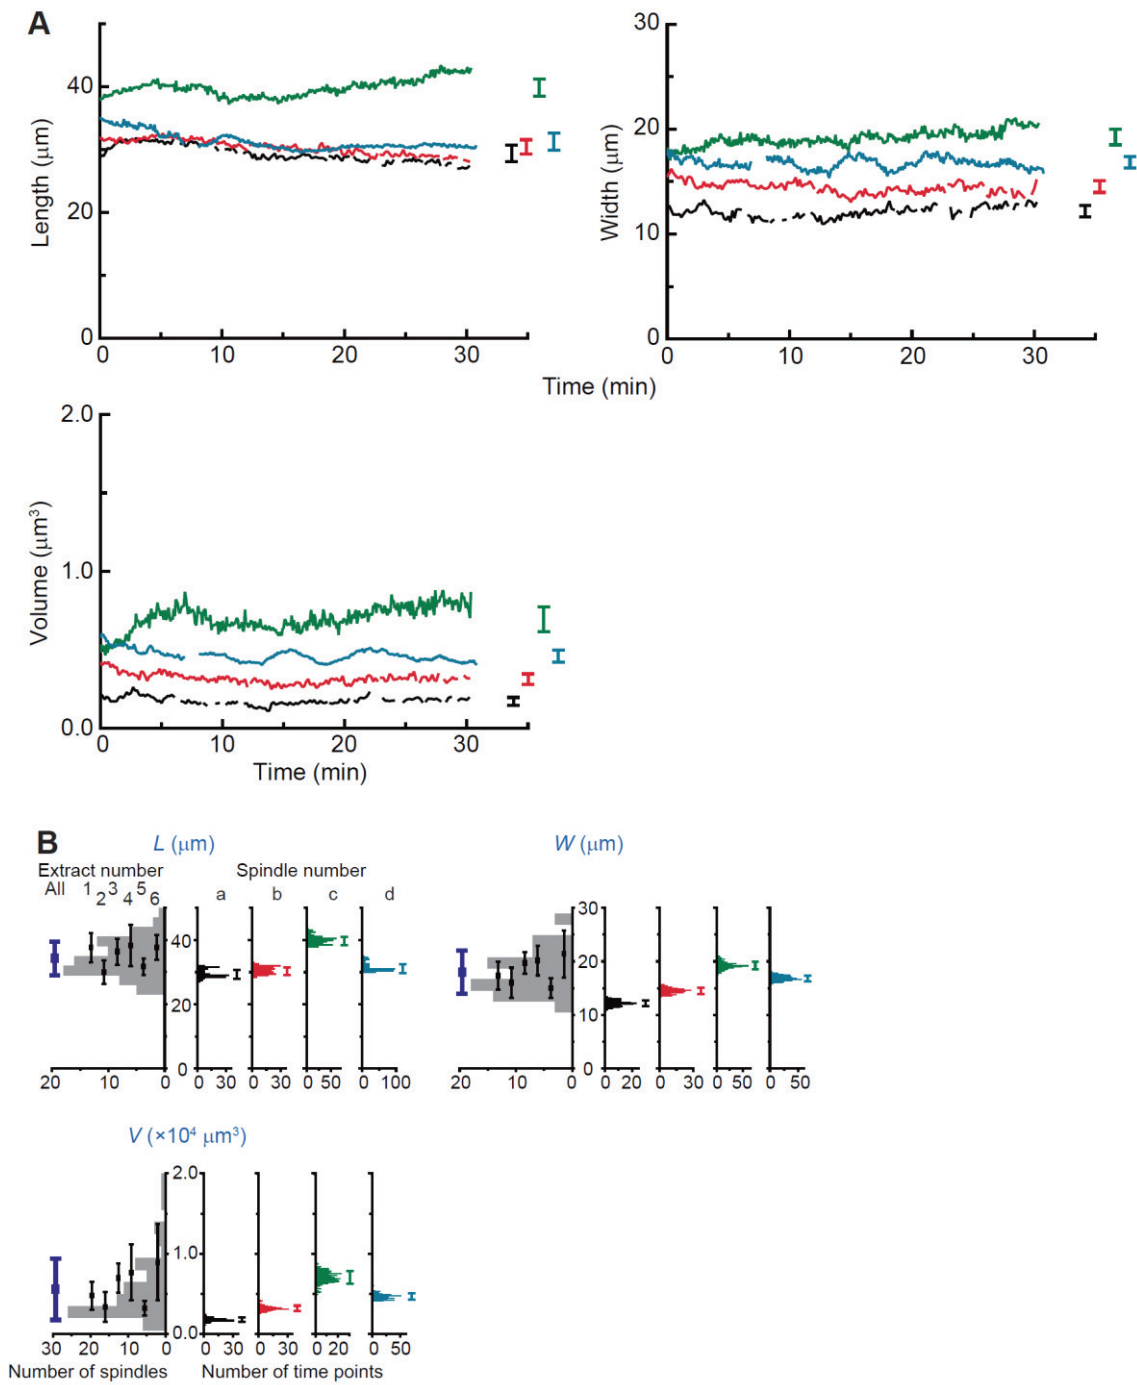 A
Length (μm)
40
20
0
0 10 20 30
Width (μm)
30
20
10
0
0 10 20 30
Time (min)
Volume (μm³)
2.0
1.0
0.0
0 10 20 30
Time (min)
B
L (μm)
Extract number Spindle number
All 1 2 3 4 5 6 a b c d
40
20
0
20 10 0 0 30 0 30 0 50 0 100
W (μm)
30
20
10
0
20 10 0 0 20 0 30 0 50 0 50
V (×10⁴ μm³)
2.0
1.0
0.0
30 20 10 0 0 30 0 30 0 20 0 50
Number of spindles Number of time points